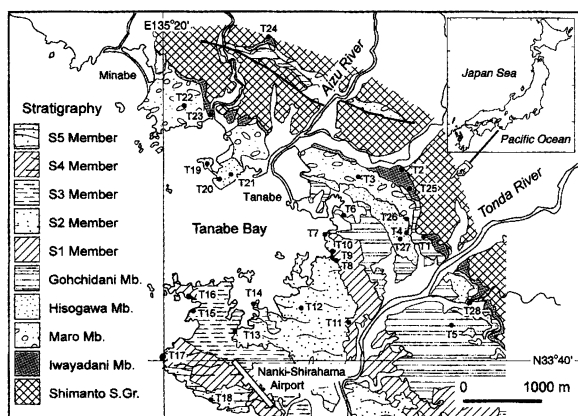 E135°20'
T24
Aizu River
Minabe
Japan Sea
Pacific Ocean
Stratigraphy
S5 Member
S4 Member
S3 Member
S2 Member
S1 Member
Gohchidani Mb.
Hisogawa Mb.
Maro Mb.
Iwayadani Mb.
Shimanto S.Gr.
T22
T23
T19
T20
T21
Tanabe
T3
T2
T25
Tonda River
T6
T26
Tanabe Bay
T7
T4
T1
T10
T27
T9
T8
T16
T14
T12
T15
T28
T11
T13
T5
T17
N33°40'
Nanki-Shirahama
Airport
T18
0
1000 m